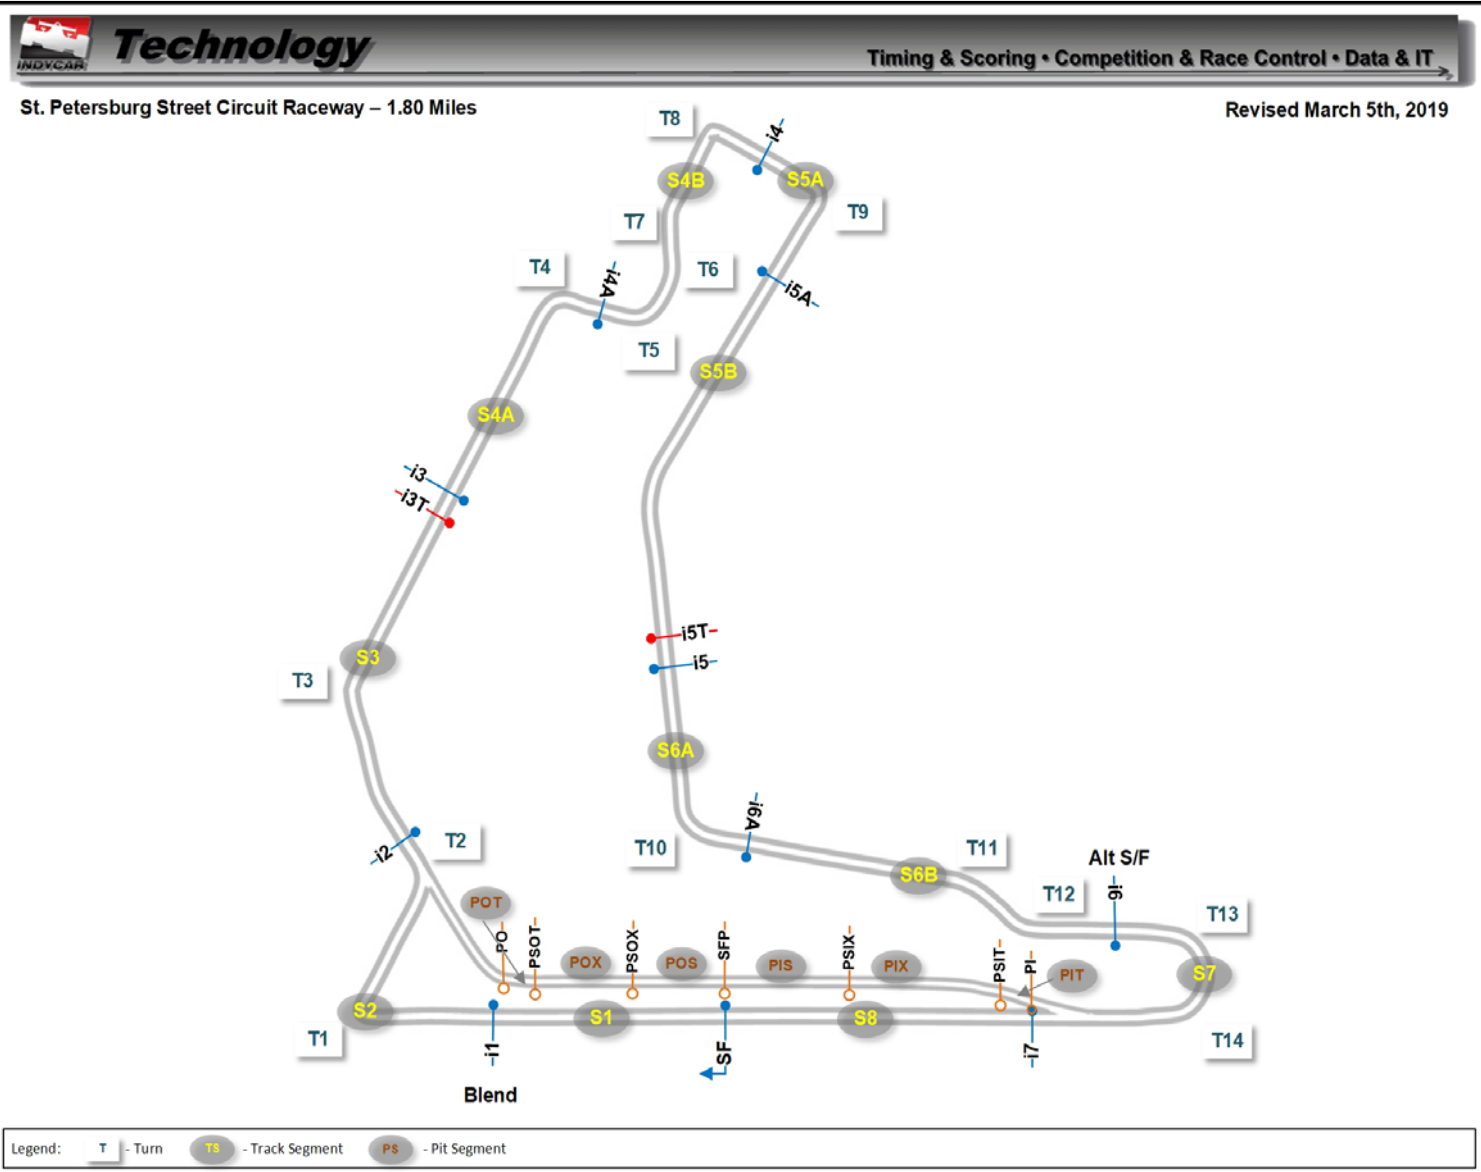 INDYCAR
Technology
Timing & Scoring • Competition & Race Control • Data & IT
St. Petersburg Street Circuit Raceway – 1.80 Miles
Revised March 5th, 2019
T8
i4
S4B
S5A
T7
T9
T4
i4A
T6
i5A
T5
S5B
S4A
i3
i3T
i5T
i5
S3
T3
S6A
i6A
T2
i2
T10
S6B
T11
Alt S/F
T12
i6
T13
POT
PO
PSOT
POX
PSOX
POS
SFP
PIS
PSIX
PIX
PSIT
PI
PIT
S7
S2
S1
S8
T1
i1
SF
i7
T14
Blend
Legend: T - Turn TS - Track Segment PS - Pit Segment